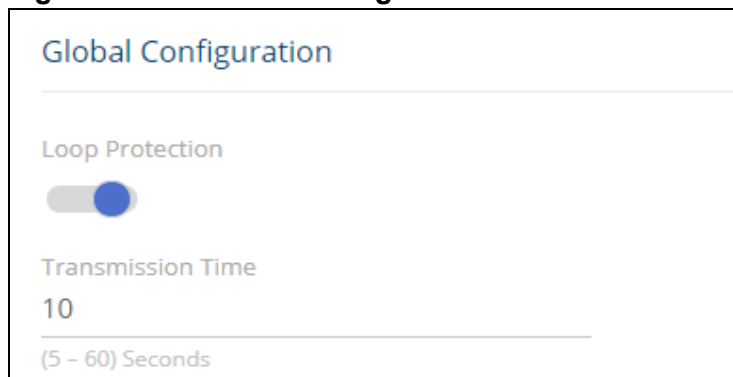 Global Configuration
Loop Protection
Transmission Time
10
(5 – 60) Seconds